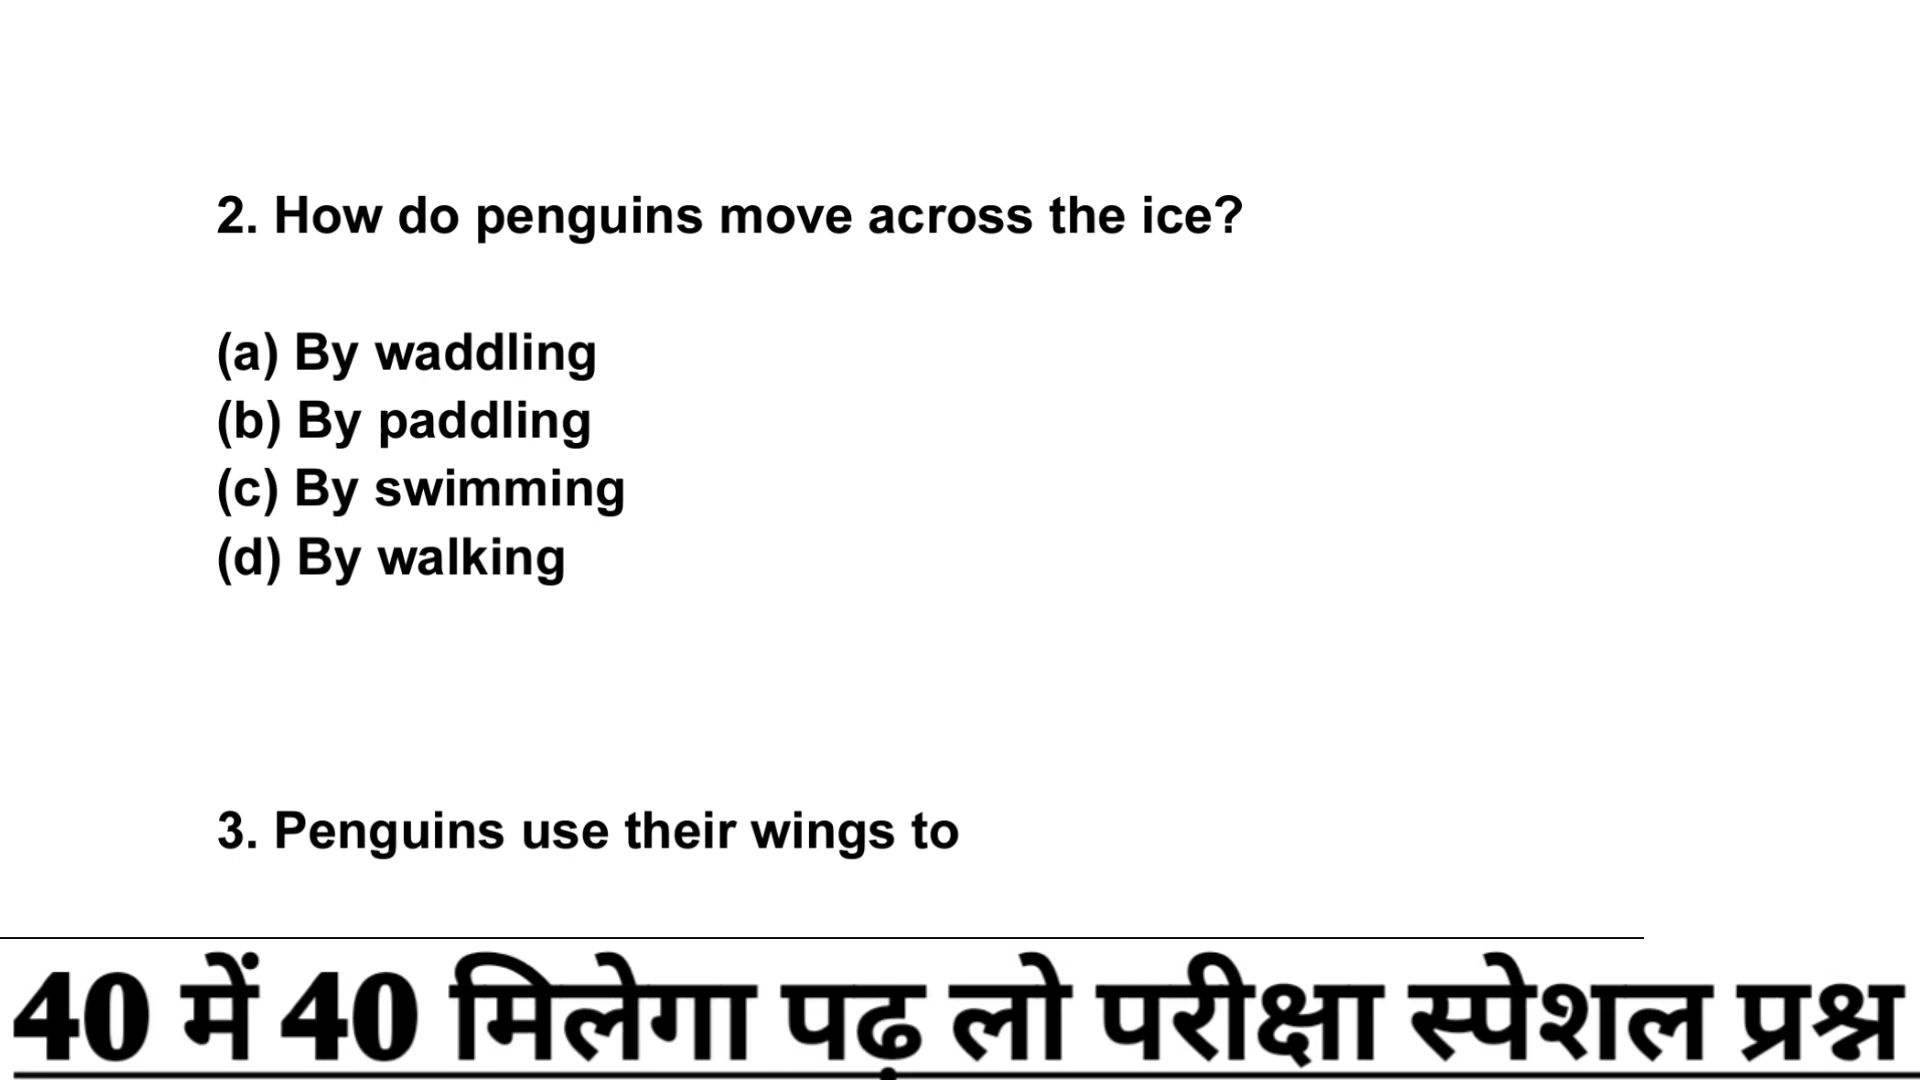 2. How do penguins move across the ice?
(a) By waddling
(b) By paddling
(c) By swimming
(d) By walking
3. Penguins use their wings to
40 में 40 मिलेगा पढ़ लो परीक्षा स्पेशल प्रश्न